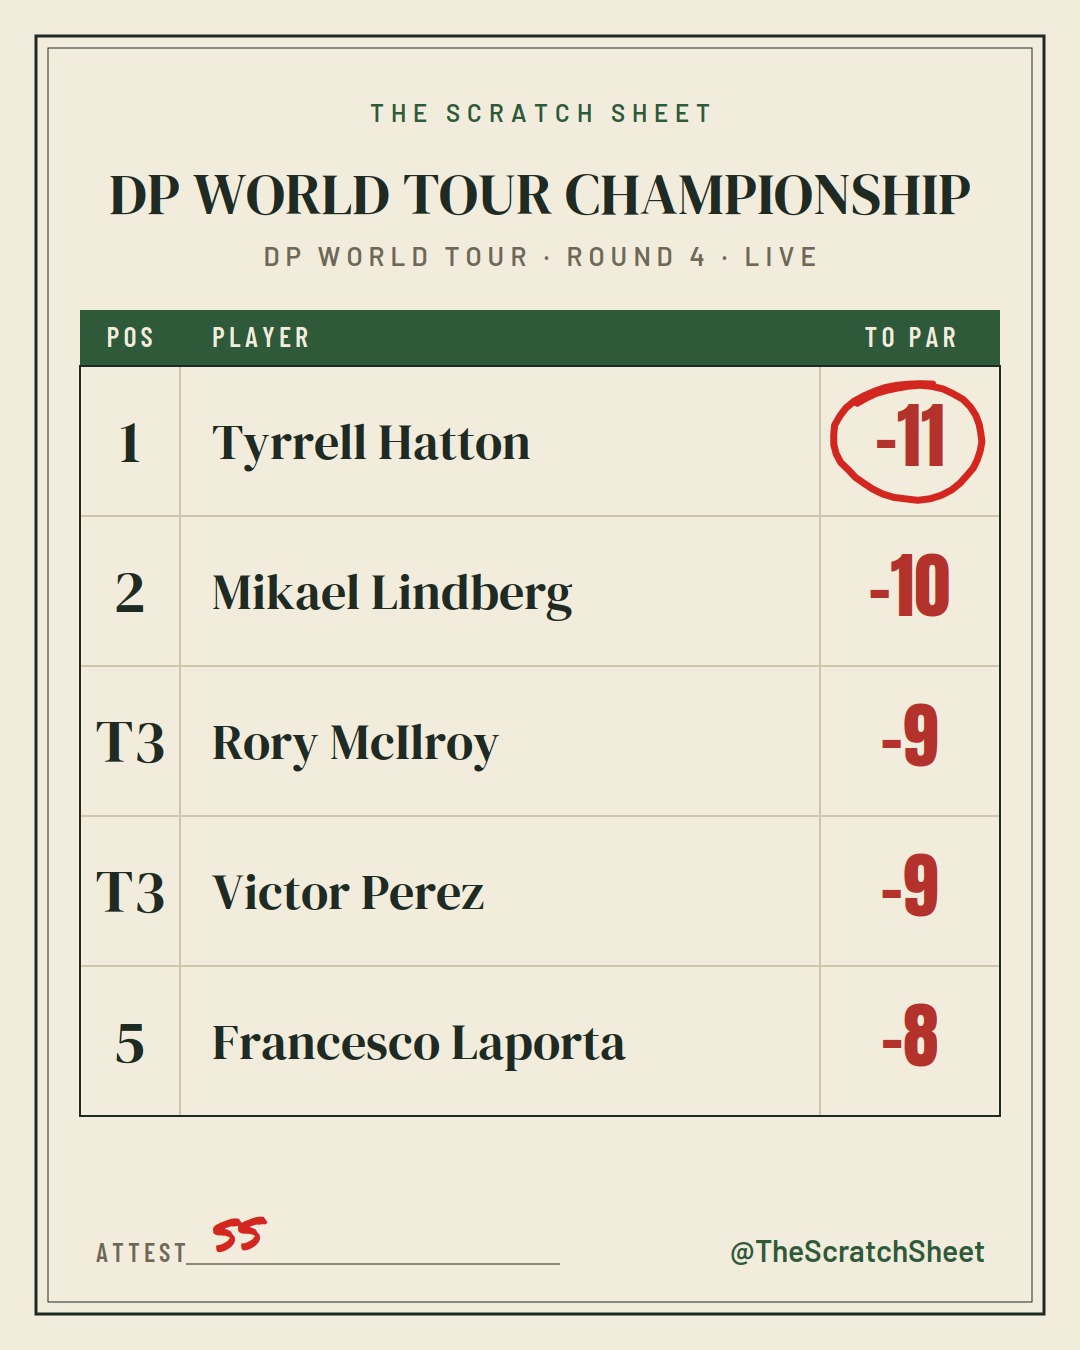 THE SCRATCH SHEET
DP WORLD TOUR CHAMPIONSHIP
DP WORLD TOUR · ROUND 4 · LIVE
POS PLAYER TO PAR
1 Tyrrell Hatton -11
2 Mikael Lindberg -10
T3 Rory McIlroy -9
T3 Victor Perez -9
5 Francesco Laporta -8
ATTEST SS @TheScratchSheet